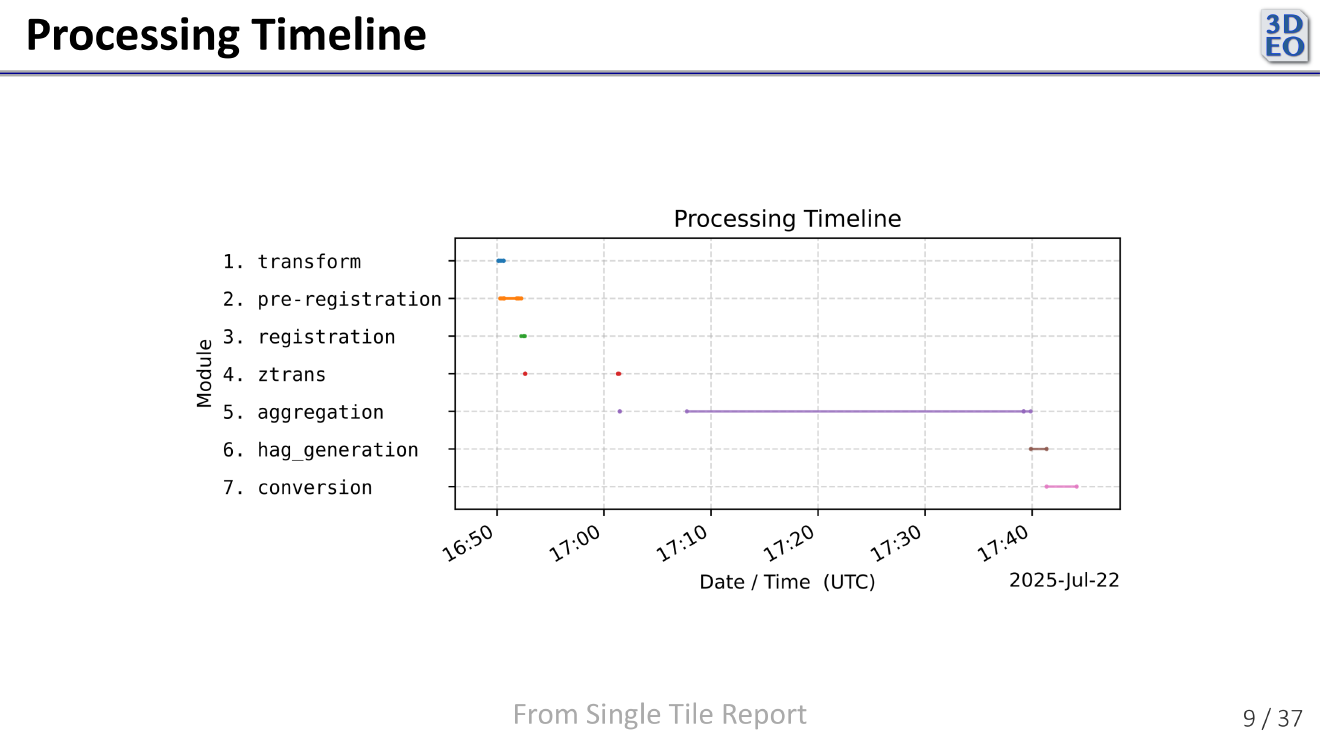 Processing Timeline
3D
EO
Processing Timeline
Module
1. transform
2. pre-registration
3. registration
4. ztrans
5. aggregation
6. hag_generation
7. conversion
16:50 17:00 17:10 17:20 17:30 17:40
Date / Time (UTC)
2025-Jul-22
From Single Tile Report
9 / 37